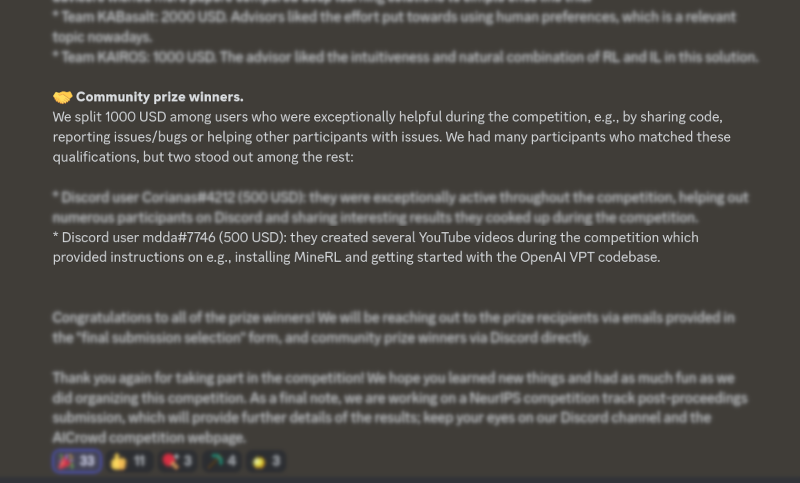 * Team KABasalt: 2000 USD. Advisors liked the effort put towards using human preferences, which is a relevant
topic nowadays.
* Team KAIROS: 1000 USD. The advisor liked the intuitiveness and natural combination of RL and IL in this solution.
🤝 Community prize winners.
We split 1000 USD among users who were exceptionally helpful during the competition, e.g., by sharing code,
reporting issues/bugs or helping other participants with issues. We had many participants who matched these
qualifications, but two stood out among the rest:
* Discord user Corianas#4212 (500 USD): they were exceptionally active throughout the competition, helping out
numerous participants on Discord and sharing interesting results they cooked up during the competition.
* Discord user mdda#7746 (500 USD): they created several YouTube videos during the competition which
provided instructions on e.g., installing MineRL and getting started with the OpenAI VPT codebase.
Congratulations to all of the prize winners! We will be reaching out to the prize recipients via emails provided in
the "final submission selection" form, and community prize winners via Discord directly.
Thank you again for taking part in the competition! We hope you learned new things and had as much fun as we
did organizing this competition. As a final note, we are working on a NeurIPS competition track post-proceedings
submission, which will provide further details of the results; keep your eyes on our Discord channel and the
AICrowd competition webpage.
33 11 3 4 3